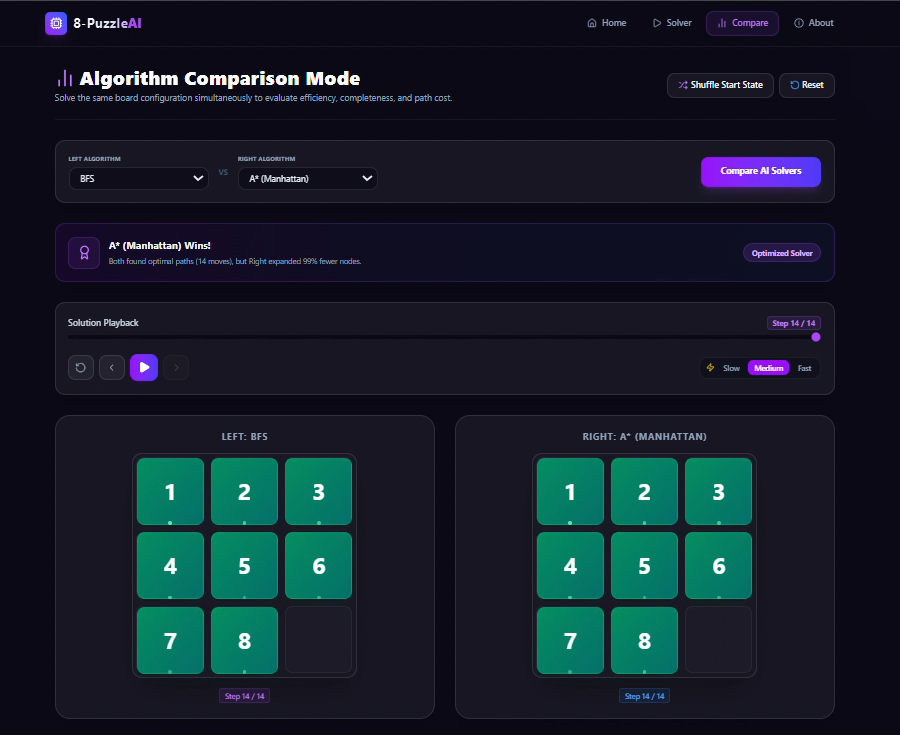 8-PuzzleAI
Home
Solver
Compare
About
Algorithm Comparison Mode
Solve the same board configuration simultaneously to evaluate efficiency, completeness, and path cost.
Shuffle Start State
Reset
LEFT ALGORITHM
BFS
VS
RIGHT ALGORITHM
A* (Manhattan)
Compare AI Solvers
A* (Manhattan) Wins!
Both found optimal paths (14 moves), but Right expanded 99% fewer nodes.
Optimized Solver
Solution Playback
Step 14 / 14
Slow
Medium
Fast
LEFT: BFS
1 2 3
4 5 6
7 8
Step 14 / 14
RIGHT: A* (MANHATTAN)
1 2 3
4 5 6
7 8
Step 14 / 14